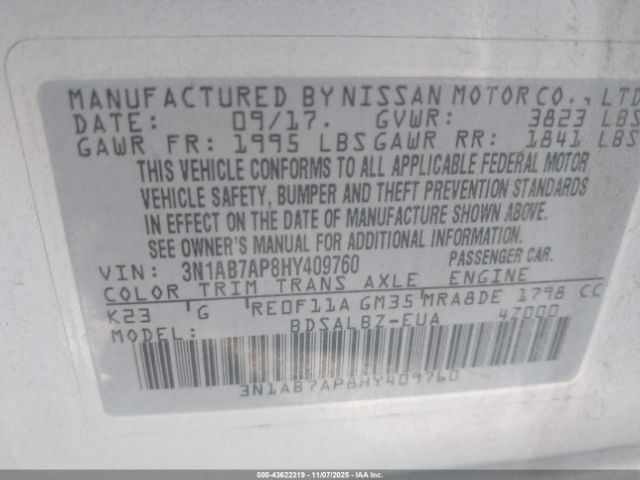 MANUFACTURED BY NISSAN MOTOR CO., LTD
DATE: 09/17. GVWR: 3823 LBS
GAWR FR: 1995 LBS GAWR RR: 1841 LBS
THIS VEHICLE CONFORMS TO ALL APPLICABLE FEDERAL MOTOR
VEHICLE SAFETY, BUMPER AND THEFT PREVENTION STANDARDS
IN EFFECT ON THE DATE OF MANUFACTURE SHOWN ABOVE.
SEE OWNER'S MANUAL FOR ADDITIONAL INFORMATION.
VIN: 3N1AB7AP8HY409760 PASSENGER CAR.
COLOR TRIM TRANS AXLE ENGINE
K23 G RE0F11A GM35 MRA8DE 1798 CC
MODEL: BDSALBZ-EUA 4Z000
3N1AB7AP8HY409760
000-43622319 - 11/07/2025 - IAAI.CA